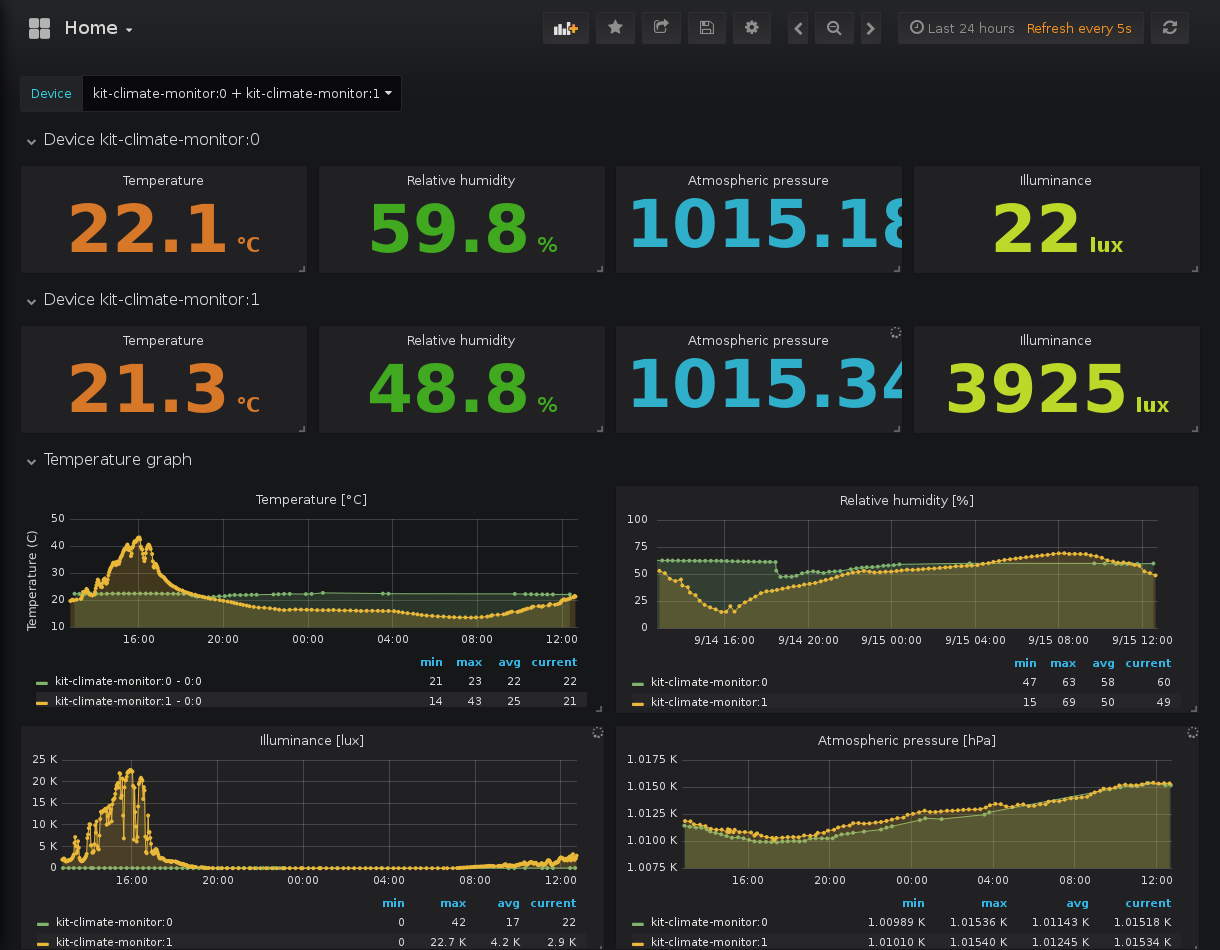 Home
Last 24 hours Refresh every 5s
Device kit-climate-monitor:0 + kit-climate-monitor:1
Device kit-climate-monitor:0
Temperature Relative humidity Atmospheric pressure Illuminance
22.1 °C 59.8 % 1015.18 22 lux
Device kit-climate-monitor:1
Temperature Relative humidity Atmospheric pressure Illuminance
21.3 °C 48.8 % 1015.34 3925 lux
Temperature graph
Temperature [°C]
Temperature (C)
50
40
30
20
10
16:00 20:00 00:00 04:00 08:00 12:00
min max avg current
kit-climate-monitor:0 - 0:0 21 23 22 22
kit-climate-monitor:1 - 0:0 14 43 25 21
Relative humidity [%]
100
75
50
25
0
9/14 16:00 9/14 20:00 9/15 00:00 9/15 04:00 9/15 08:00 9/15 12:00
min max avg current
kit-climate-monitor:0 47 63 58 60
kit-climate-monitor:1 15 69 50 49
Illuminance [lux]
25 K
20 K
15 K
10 K
5 K
0
16:00 20:00 00:00 04:00 08:00 12:00
min max avg current
kit-climate-monitor:0 0 42 17 22
kit-climate-monitor:1 0 22.7 K 4.2 K 2.9 K
Atmospheric pressure [hPa]
1.0175 K
1.0150 K
1.0125 K
1.0100 K
1.0075 K
16:00 20:00 00:00 04:00 08:00 12:00
min max avg current
kit-climate-monitor:0 1.00989 K 1.01536 K 1.01143 K 1.01518 K
kit-climate-monitor:1 1.01010 K 1.01540 K 1.01245 K 1.01534 K